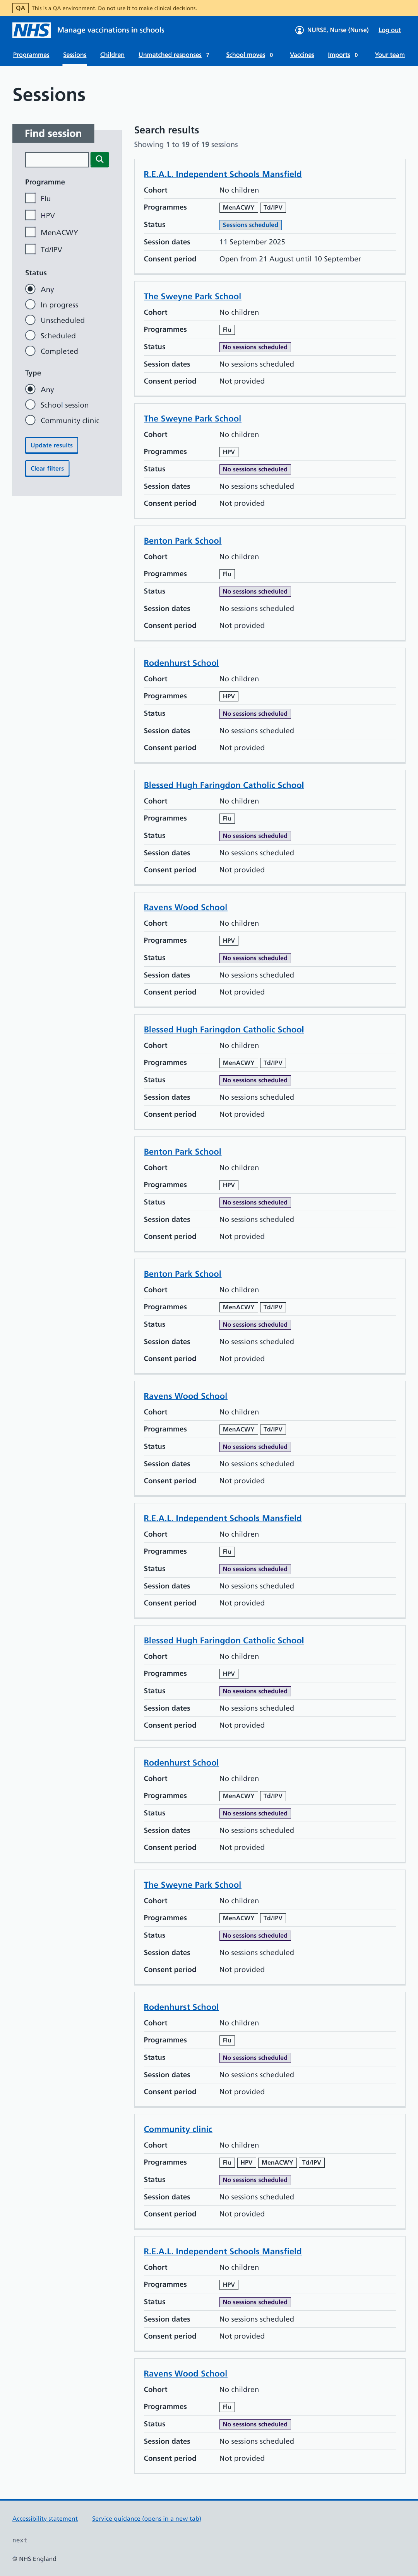 QA This is a QA environment. Do not use it to make clinical decisions.
NHS Manage vaccinations in schools NURSE, Nurse (Nurse) Log out
Programmes Sessions Children Unmatched responses 7 School moves 0 Vaccines Imports 0 Your team
Sessions
Find session
Programme
Flu
HPV
MenACWY
Td/IPV
Status
Any
In progress
Unscheduled
Scheduled
Completed
Type
Any
School session
Community clinic
Update results
Clear filters
Search results
Showing 1 to 19 of 19 sessions
R.E.A.L. Independent Schools Mansfield
Cohort No children
Programmes MenACWY Td/IPV
Status Sessions scheduled
Session dates 11 September 2025
Consent period Open from 21 August until 10 September
The Sweyne Park School
Cohort No children
Programmes Flu
Status No sessions scheduled
Session dates No sessions scheduled
Consent period Not provided
The Sweyne Park School
Cohort No children
Programmes HPV
Status No sessions scheduled
Session dates No sessions scheduled
Consent period Not provided
Benton Park School
Cohort No children
Programmes Flu
Status No sessions scheduled
Session dates No sessions scheduled
Consent period Not provided
Rodenhurst School
Cohort No children
Programmes HPV
Status No sessions scheduled
Session dates No sessions scheduled
Consent period Not provided
Blessed Hugh Faringdon Catholic School
Cohort No children
Programmes Flu
Status No sessions scheduled
Session dates No sessions scheduled
Consent period Not provided
Ravens Wood School
Cohort No children
Programmes HPV
Status No sessions scheduled
Session dates No sessions scheduled
Consent period Not provided
Blessed Hugh Faringdon Catholic School
Cohort No children
Programmes MenACWY Td/IPV
Status No sessions scheduled
Session dates No sessions scheduled
Consent period Not provided
Benton Park School
Cohort No children
Programmes HPV
Status No sessions scheduled
Session dates No sessions scheduled
Consent period Not provided
Benton Park School
Cohort No children
Programmes MenACWY Td/IPV
Status No sessions scheduled
Session dates No sessions scheduled
Consent period Not provided
Ravens Wood School
Cohort No children
Programmes MenACWY Td/IPV
Status No sessions scheduled
Session dates No sessions scheduled
Consent period Not provided
R.E.A.L. Independent Schools Mansfield
Cohort No children
Programmes Flu
Status No sessions scheduled
Session dates No sessions scheduled
Consent period Not provided
Blessed Hugh Faringdon Catholic School
Cohort No children
Programmes HPV
Status No sessions scheduled
Session dates No sessions scheduled
Consent period Not provided
Rodenhurst School
Cohort No children
Programmes MenACWY Td/IPV
Status No sessions scheduled
Session dates No sessions scheduled
Consent period Not provided
The Sweyne Park School
Cohort No children
Programmes MenACWY Td/IPV
Status No sessions scheduled
Session dates No sessions scheduled
Consent period Not provided
Rodenhurst School
Cohort No children
Programmes Flu
Status No sessions scheduled
Session dates No sessions scheduled
Consent period Not provided
Community clinic
Cohort No children
Programmes Flu HPV MenACWY Td/IPV
Status No sessions scheduled
Session dates No sessions scheduled
Consent period Not provided
R.E.A.L. Independent Schools Mansfield
Cohort No children
Programmes HPV
Status No sessions scheduled
Session dates No sessions scheduled
Consent period Not provided
Ravens Wood School
Cohort No children
Programmes Flu
Status No sessions scheduled
Session dates No sessions scheduled
Consent period Not provided
Accessibility statement Service guidance (opens in a new tab)
next
© NHS England